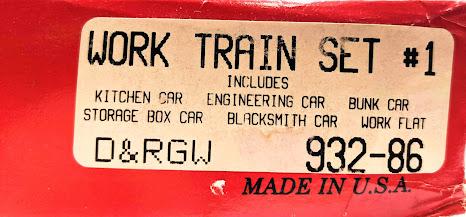 WORK TRAIN SET #1
INCLUDES
KITCHEN CAR ENGINEERING CAR BUNK CAR
STORAGE BOX CAR BLACKSMITH CAR WORK FLAT
D&RGW 932-86
MADE IN U.S.A.